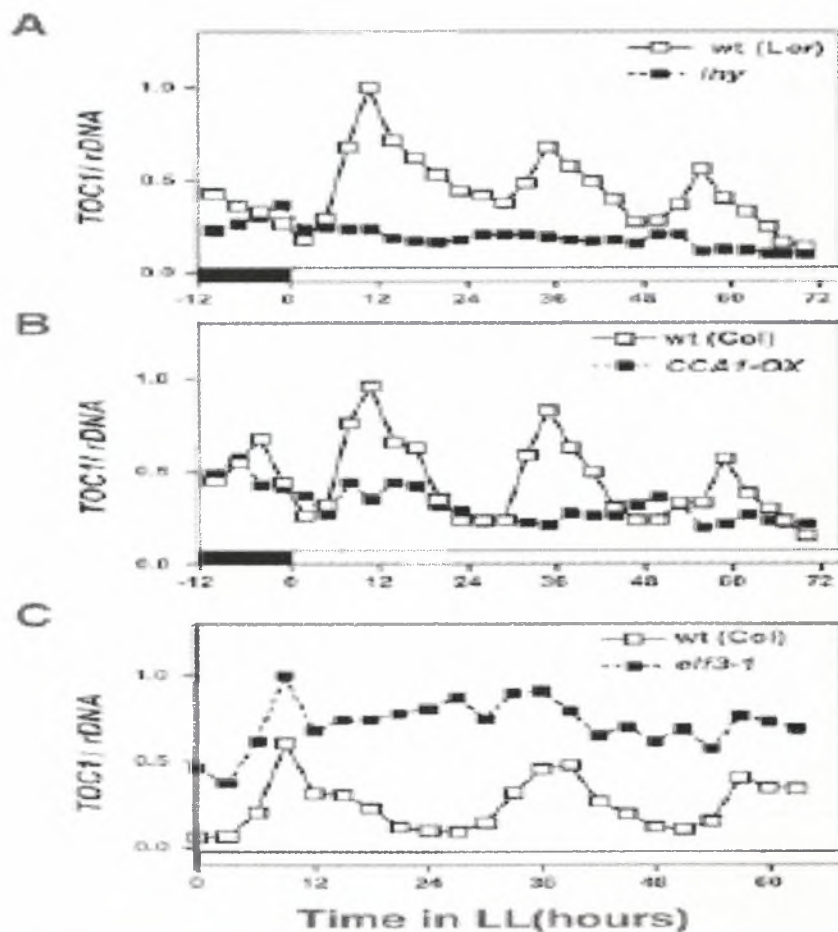 A
wt (Ler)
lhy
TOC1/ rDNA
1.0
0.5
0.0
-12 0 12 24 36 48 60 72
B
wt (Col)
CCA1-OX
TOC1/ rDNA
1.0
0.5
0.0
-12 0 12 24 36 48 60 72
C
wt (Col)
elf3-1
TOC1/ rDNA
1.0
0.5
0.0
0 12 24 36 48 60
Time in LL(hours)